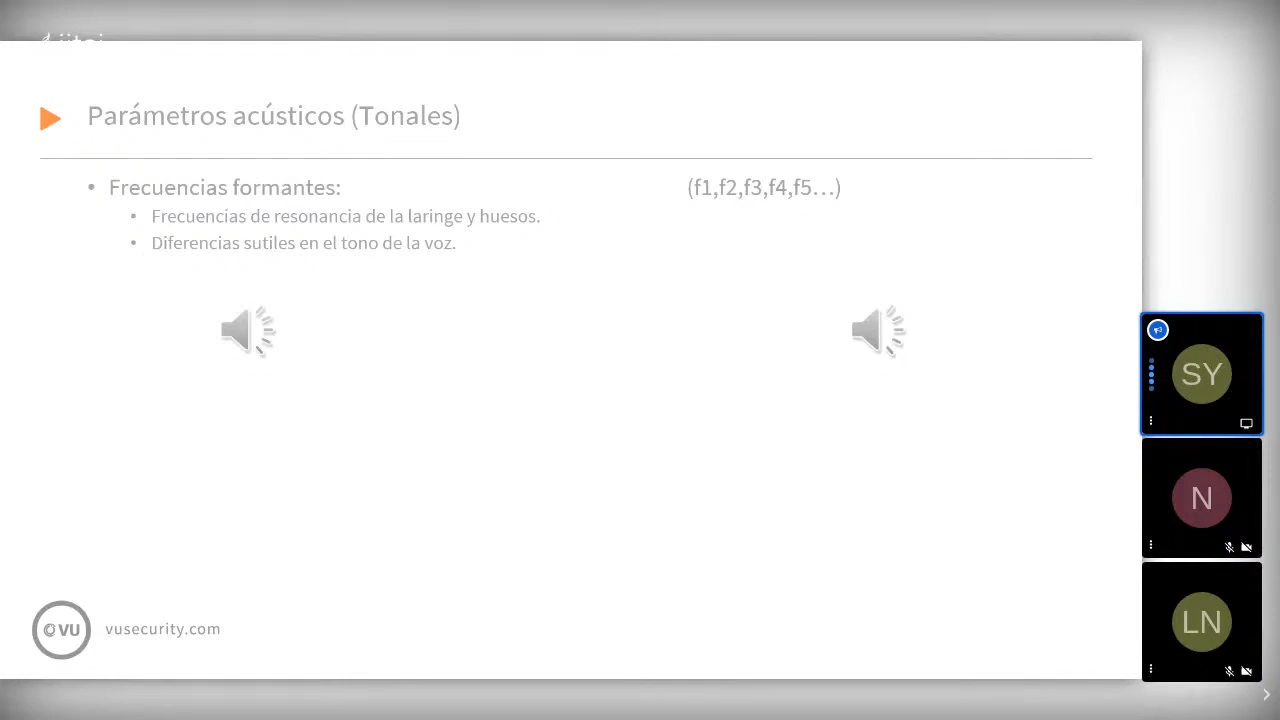 Parámetros acústicos (Tonales)
• Frecuencias formantes: (f1,f2,f3,f4,f5...)
• Frecuencias de resonancia de la laringe y huesos.
• Diferencias sutiles en el tono de la voz.
SY
N
LN
VU vusecurity.com